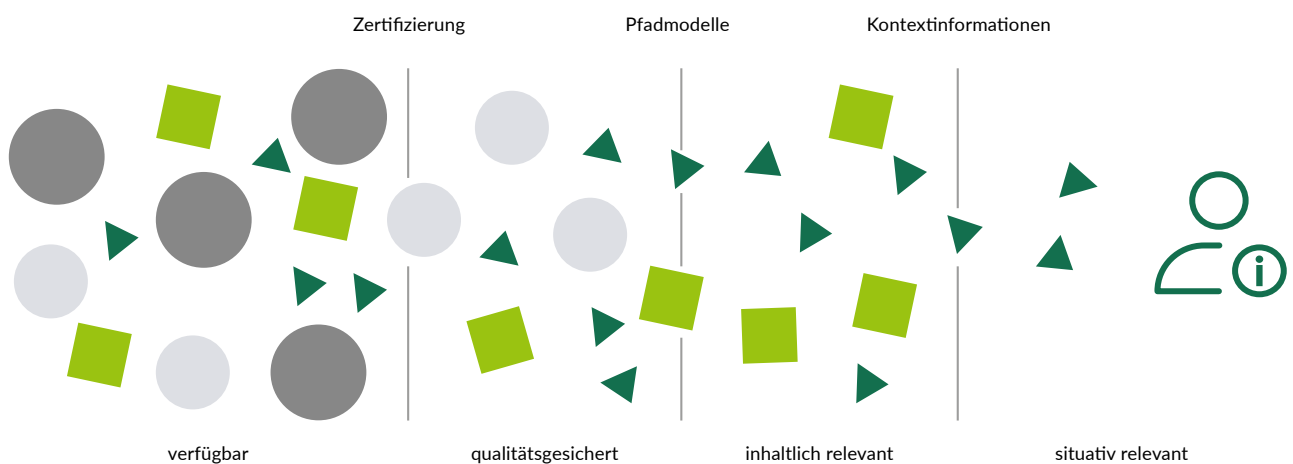 Zertifizierung
Pfadmodelle
Kontextinformationen
i
verfügbar
qualitätsgesichert
inhaltlich relevant
situativ relevant